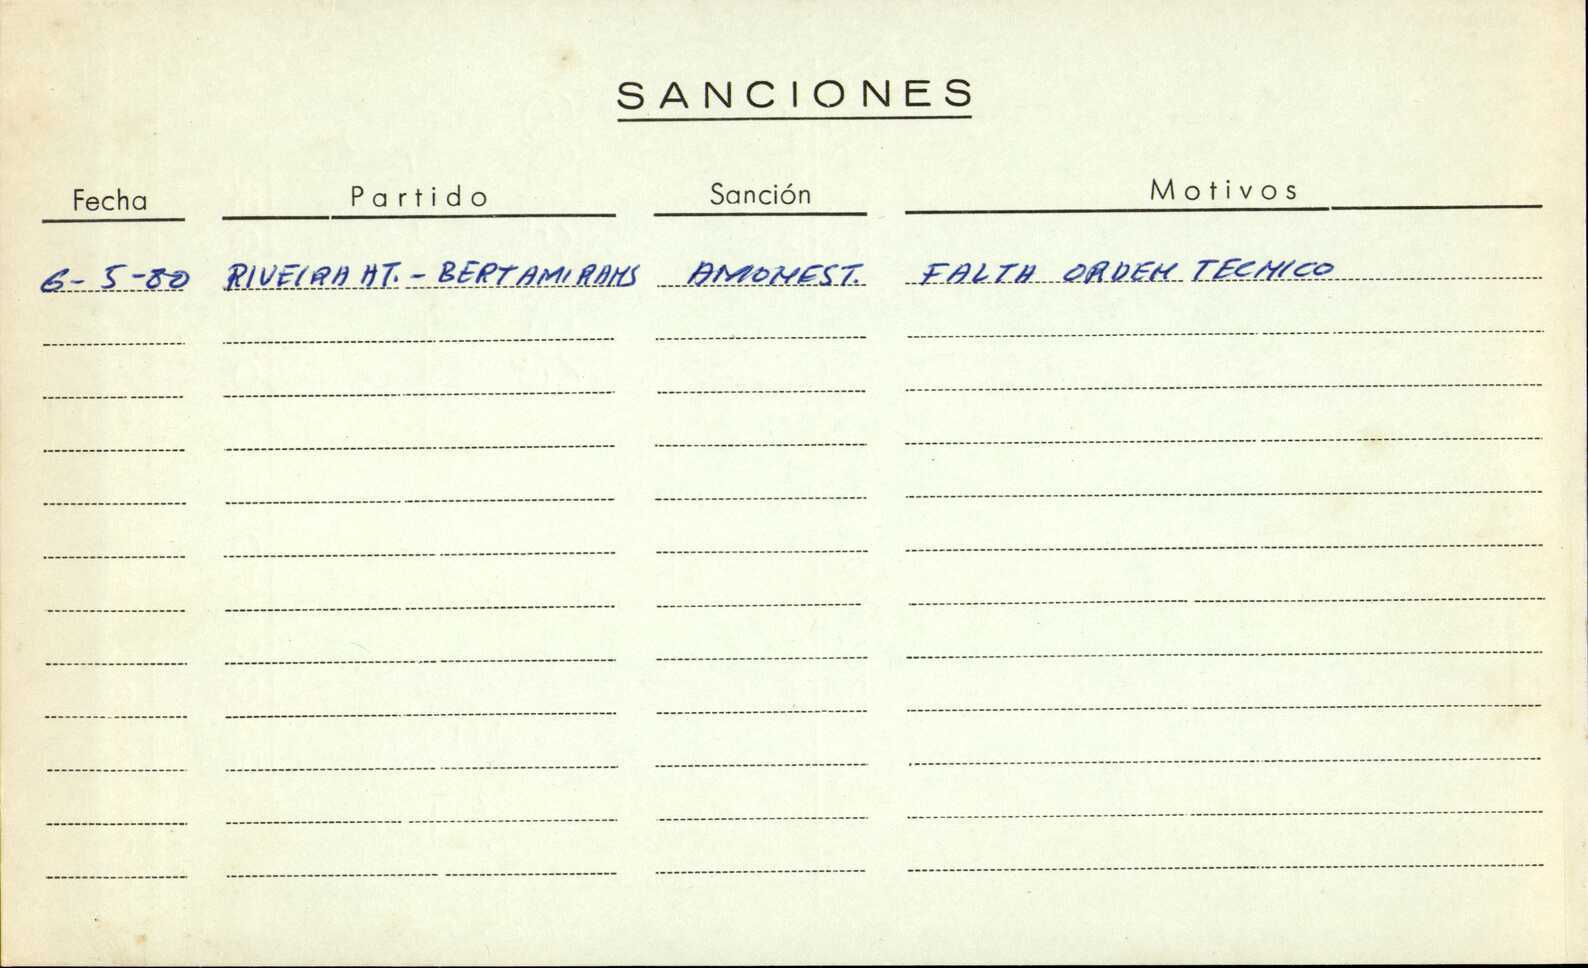 SANCIONES
Fecha Partido Sanción Motivos
6-5-80 RIVEIRA AT. - BERTAMIRANS AMONEST. FALTA ORDEN TECNICO